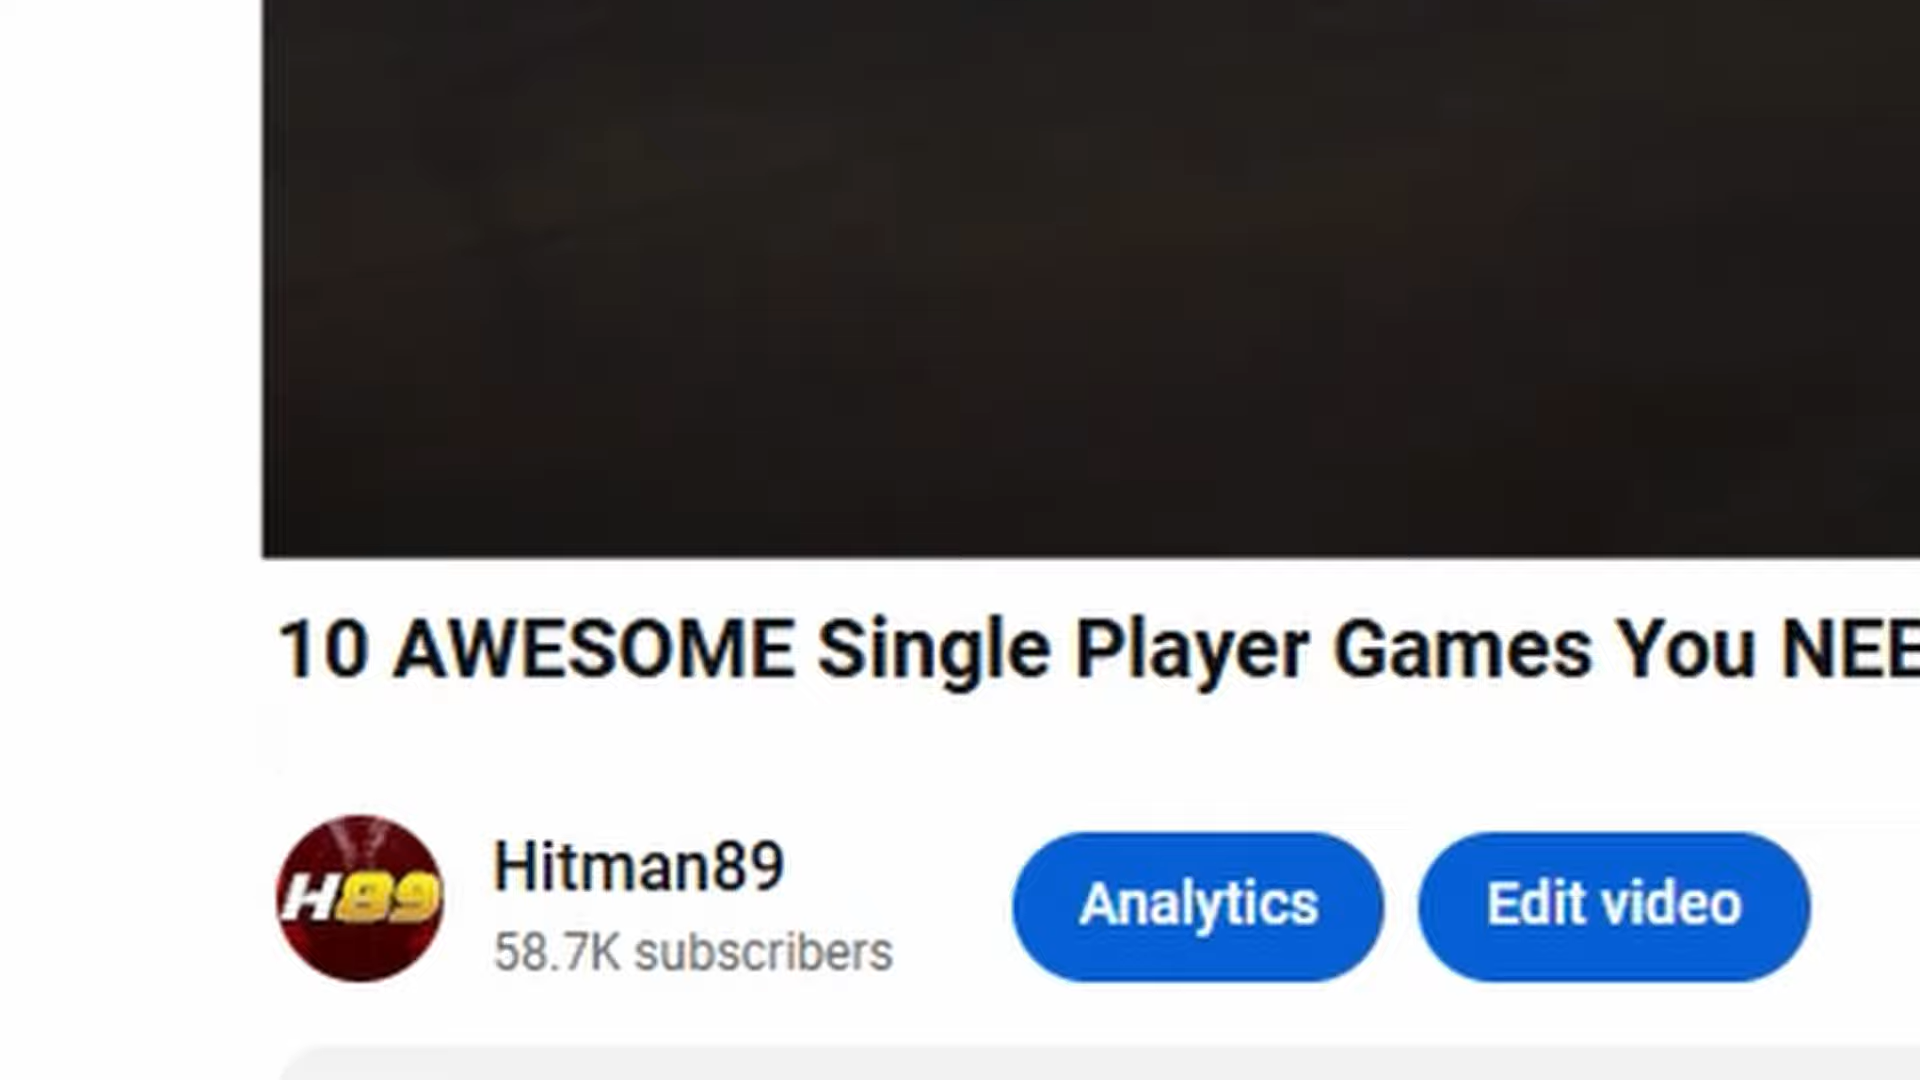 10 AWESOME Single Player Games You
H89
Hitman89
58.7K subscribers
Analytics
Edit video